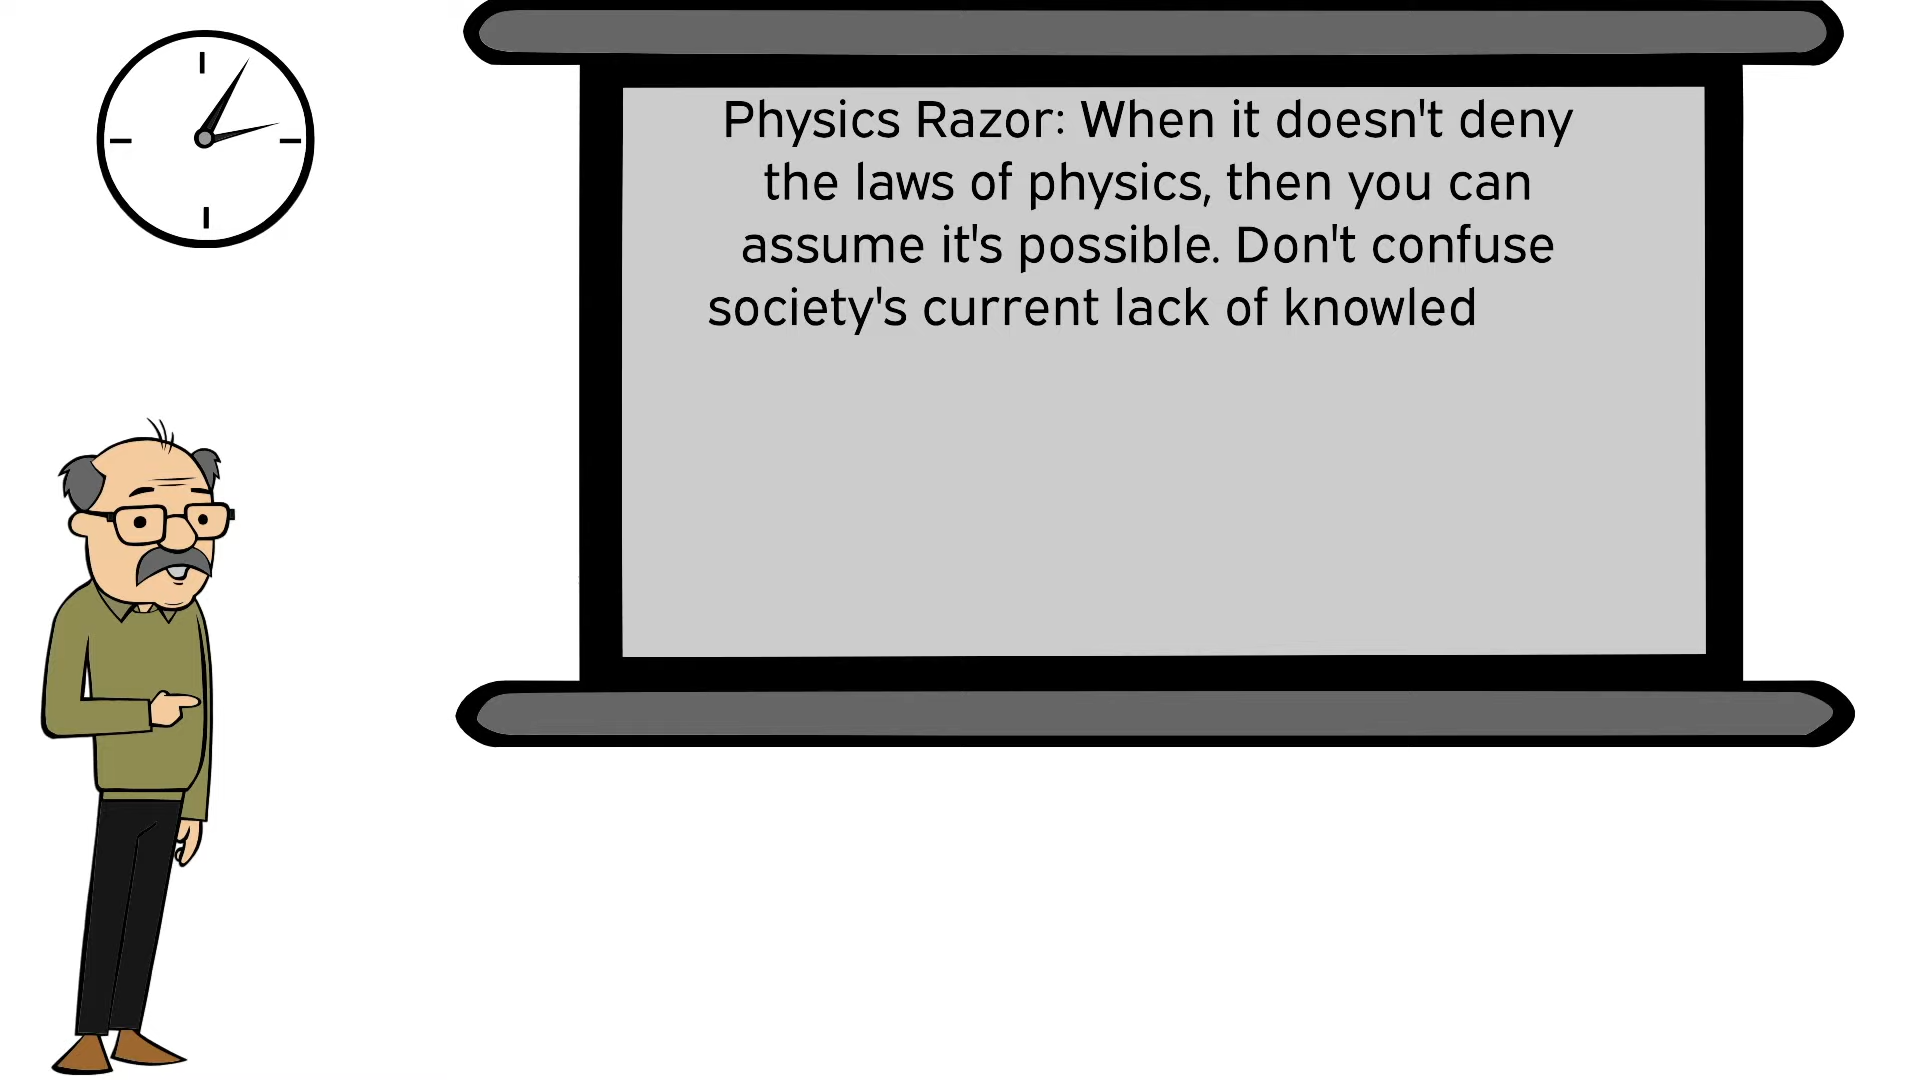 Physics Razor: When it doesn't deny
the laws of physics, then you can
assume it's possible. Don't confuse
society's current lack of knowled